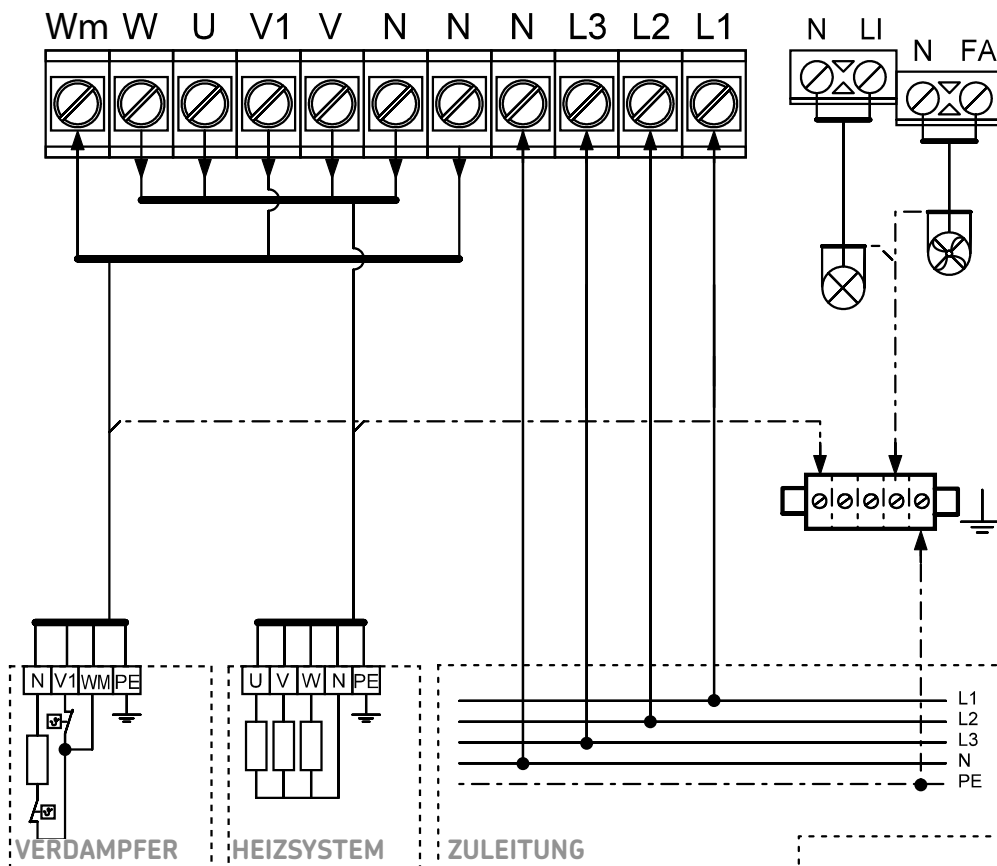 Wm W U V1 V N N N L3 L2 L1
N LI
N FA
N V1 WM PE
U V W N PE
L1
L2
L3
N
PE
VERDAMPFER
HEIZSYSTEM
ZULEITUNG